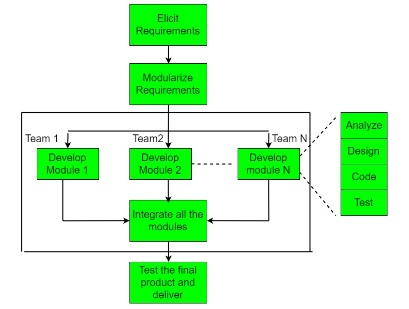 Elicit
Requirements
Modularize
Requirements
Team 1
Team2
Team N
Develop
Module 1
Develop
Module 2
Develop
module N
Analyze
Design
Code
Test
Integrate all the
modules
Test the final
product and
deliver